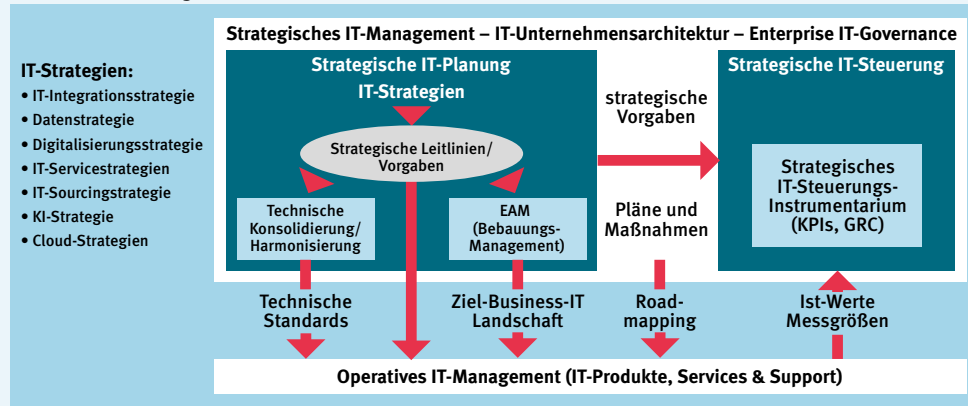 Strategisches IT-Management – IT-Unternehmensarchitektur – Enterprise IT-Governance
IT-Strategien:
• IT-Integrationsstrategie
• Datenstrategie
• Digitalisierungsstrategie
• IT-Servicestrategien
• IT-Sourcingstrategie
• KI-Strategie
• Cloud-Strategien
Strategische IT-Planung
IT-Strategien
Strategische Leitlinien/
Vorgaben
Technische
Konsolidierung/
Harmonisierung
EAM
(Bebauungs-
Management)
strategische
Vorgaben
Pläne und
Maßnahmen
Strategische IT-Steuerung
Strategisches
IT-Steuerungs-
Instrumentarium
(KPIs, GRC)
Technische
Standards
Ziel-Business-IT
Landschaft
Road-
mapping
Ist-Werte
Messgrößen
Operatives IT-Management (IT-Produkte, Services & Support)